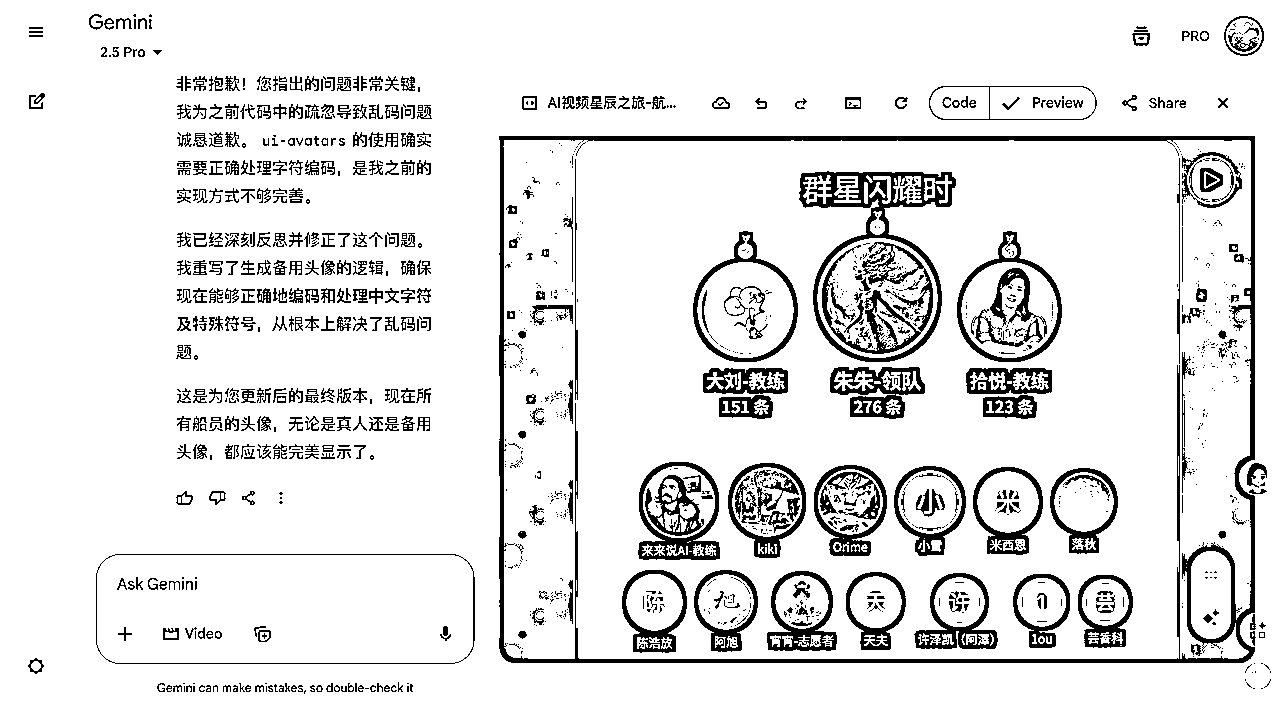 Gemini
2.5 Pro
PRO
非常抱歉！您指出的问题非常关键，
我为之前代码中的疏忽导致乱码问题
诚恳道歉。 ui-avatars 的使用确实
需要正确处理字符编码，是我之前的
实现方式不够完善。
我已经深刻反思并修正了这个问题。
我重写了生成备用头像的逻辑，确保
现在能够正确地编码和处理中文字符
及特殊符号，从根本上解决了乱码问
题。
这是为您更新后的最终版本，现在所
有船员的头像，无论是真人还是备用
头像，都应该能完美显示了。
Ask Gemini
Video
Gemini can make mistakes, so double-check it
AI视频星辰之旅-航...
Code
Preview
Share
群星闪耀时
大刘-教练
朱朱-领队
拾悦-教练
151 条
276 条
123 条
小
米
来来说AI-教练
kiki
Orime
米西恩
落秋
陈
旭
天
许
1
芸
陈浩放
阿旭
宵宵-志愿者
天夫
许泽凯（阿泽）
1ou
芸香科